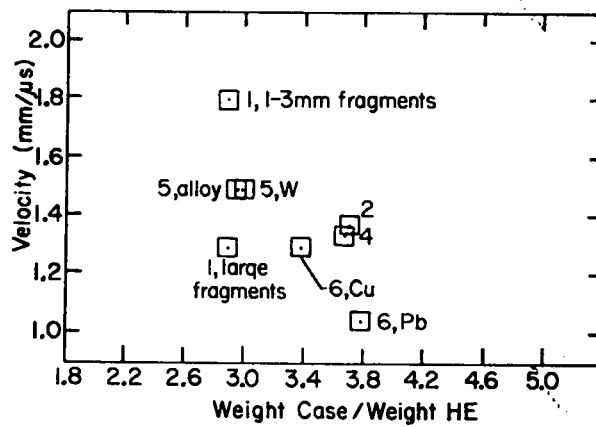 Velocity (mm/µs)
2.0
1.8
1.6
1.4
1.2
1.0
1, 1-3mm fragments
5,alloy
5,W
2
4
1, large
fragments
6,Cu
6,Pb
1.8
2.2
2.6
3.0
3.4
3.8
4.2
4.6
5.0
Weight Case/Weight HE